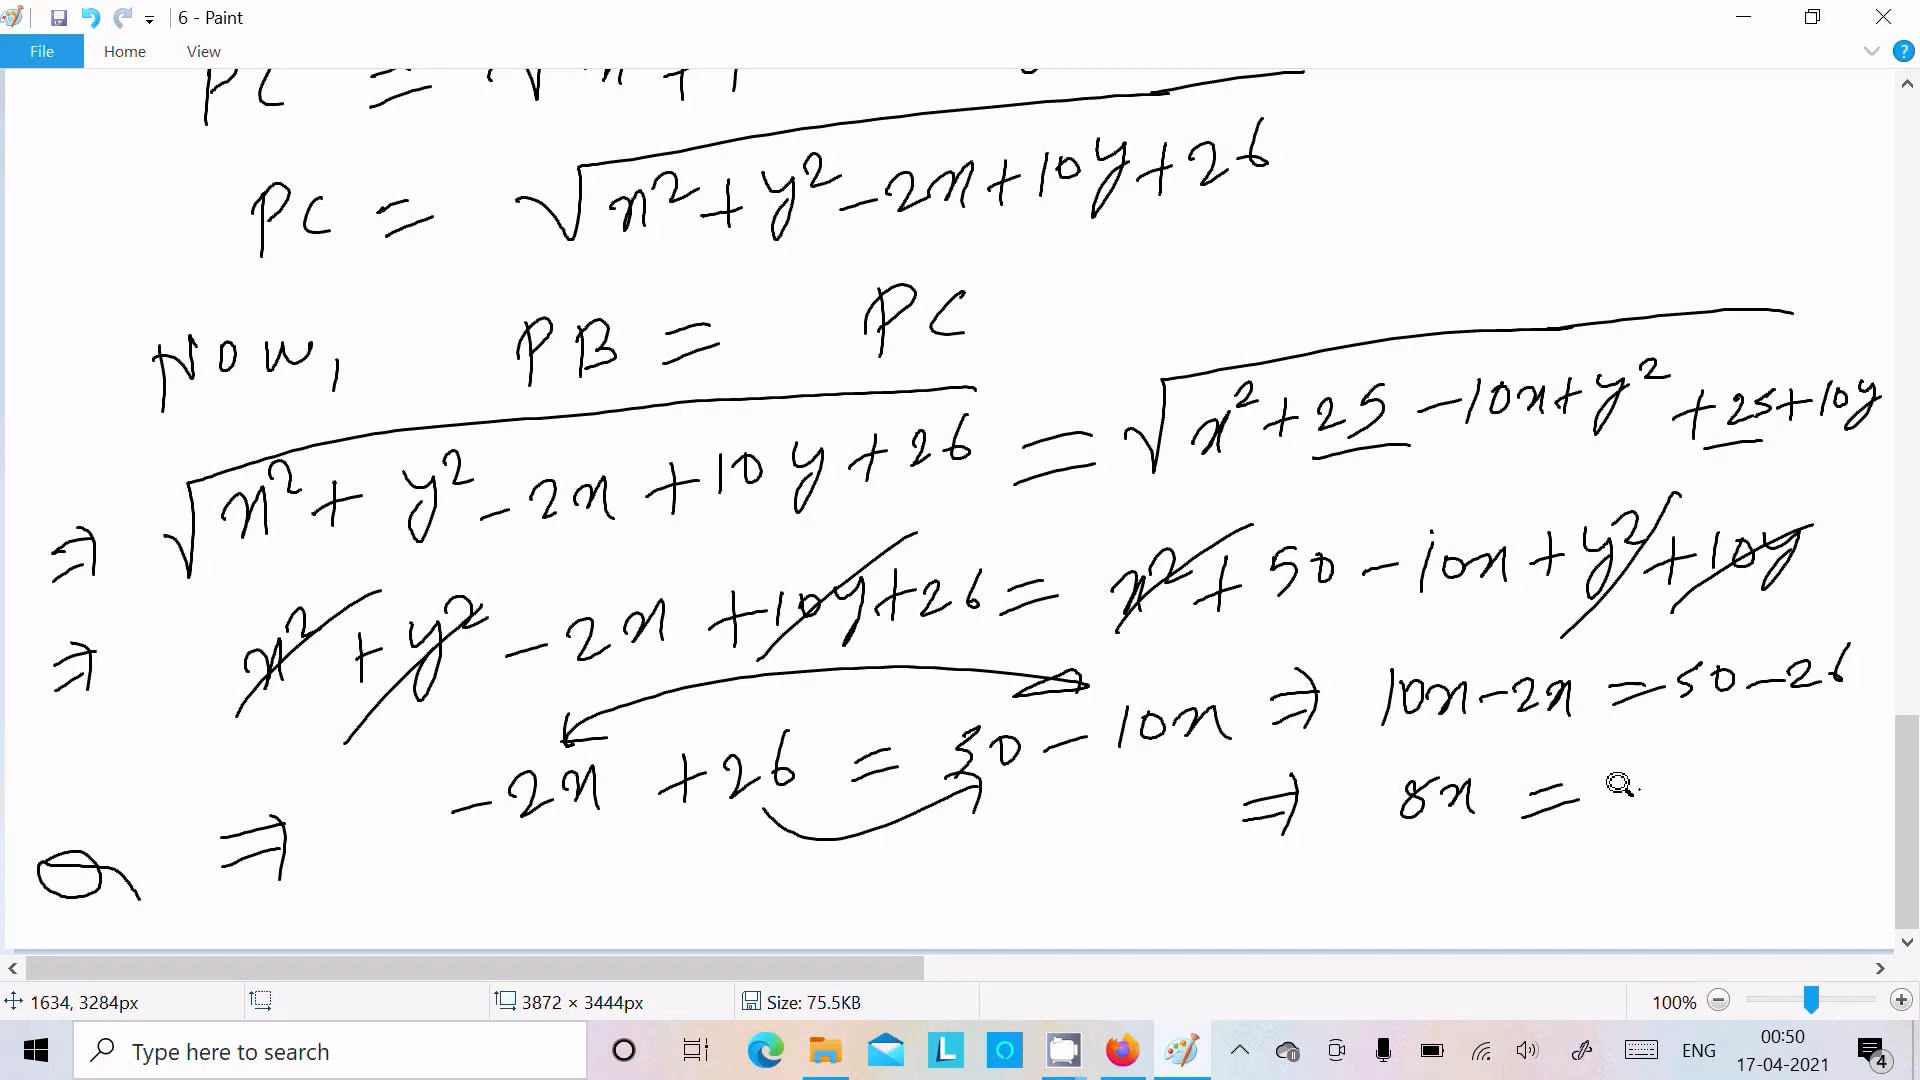 6 - Paint
File Home View
PC = √x²+y²-2x+10y+26
Now, PB = PC
⇒ √x²+y²-2x+10y+26 = √x²+25-10x+y²+25+10y
⇒ x²+y²-2x+10y+26 = x²+50-10x+y²+10y
⇒ -2x+26 = 50-10x ⇒ 10x-2x=50-26
⇒ 8x =
1634, 3284px 3872 × 3444px Size: 75.5KB 100%
Type here to search ENG 00:50
17-04-2021 4